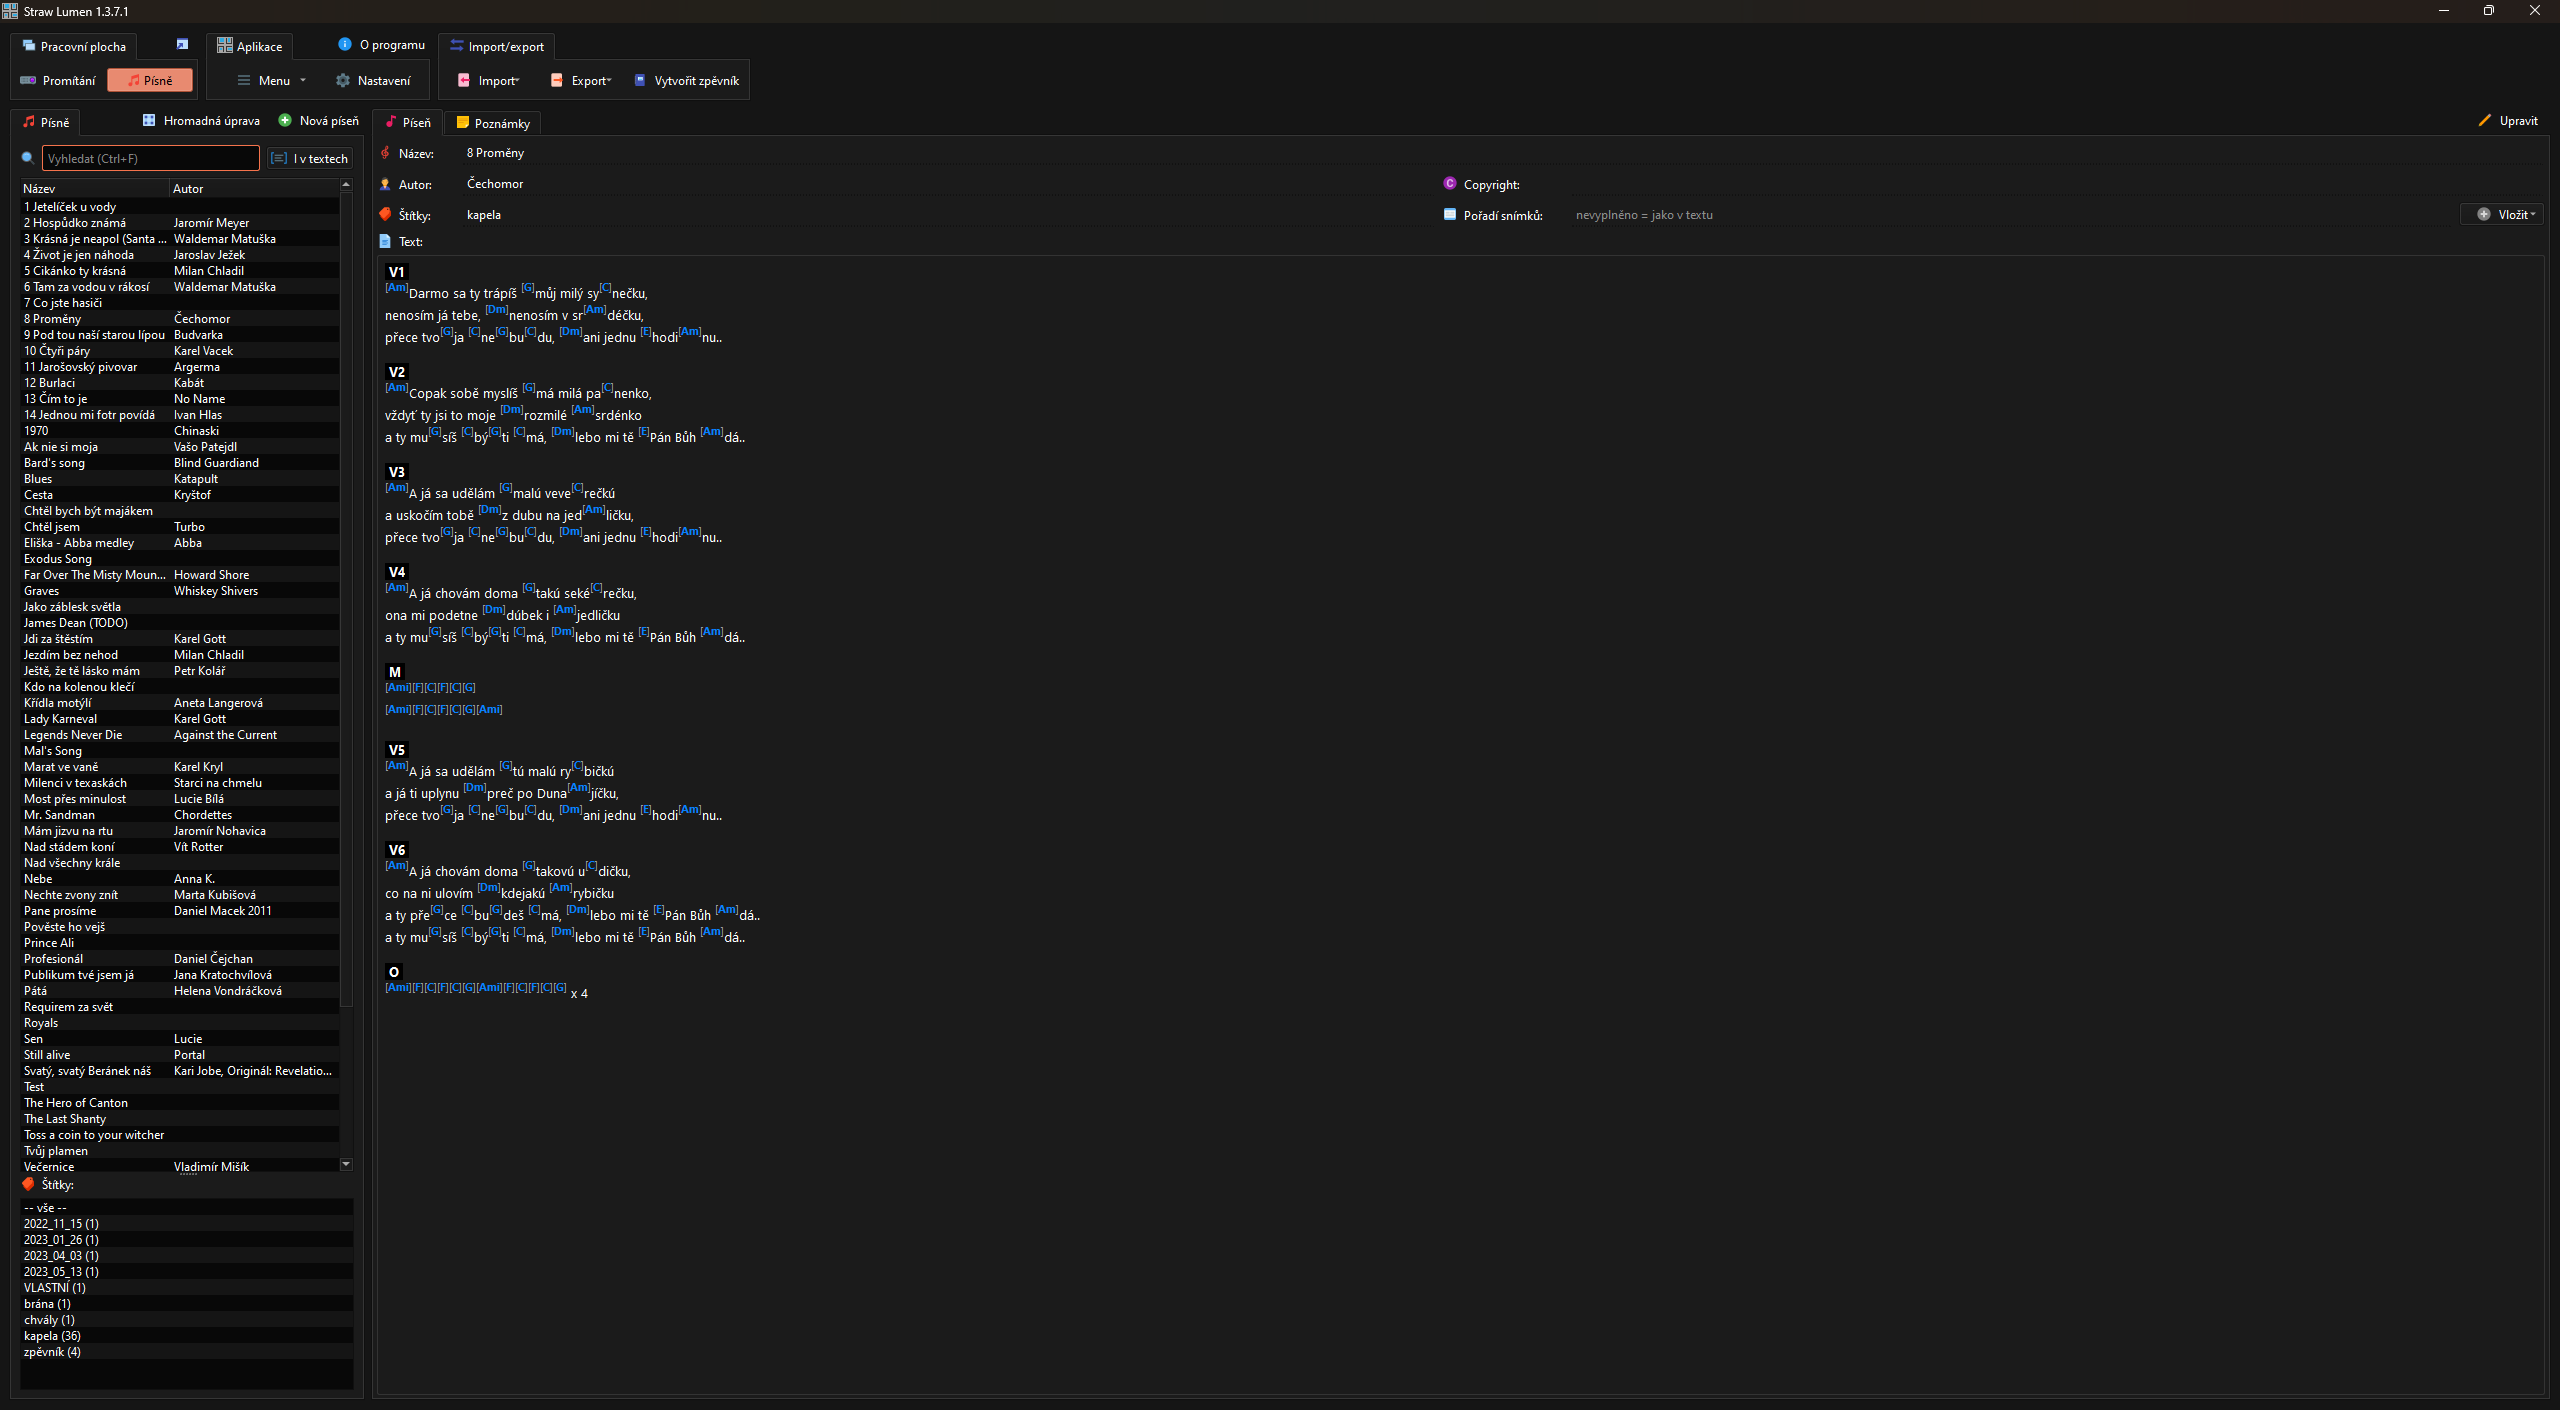 Straw Lumen 1.3.7.1
Pracovní plocha
Aplikace
O programu
Import/export
Promítání
Písně
Menu
Nastavení
Import
Export
Vytvořit zpěvník
Písně
Hromadná úprava
Nová píseň
Vyhledat (Ctrl+F)
I v textech
Název Autor
1 Jetelíček u vody
2 Hospůdko známá Jaromír Meyer
3 Krásná je neapol (Santa ... Waldemar Matuška
4 Život je jen náhoda Jaroslav Ježek
5 Cikánko ty krásná Milan Chladil
6 Tam za vodou v rákosí Waldemar Matuška
7 Co jste hasiči
8 Proměny Čechomor
9 Pod tou naší starou lípou Budvarka
10 Čtyři páry Karel Vacek
11 Jarošovský pivovar Argerma
12 Burlaci Kabát
13 Čím to je No Name
14 Jednou mi fotr povídá Ivan Hlas
1970 Chinaski
Ak nie si moja Vašo Patejdl
Bard's song Blind Guardiand
Blues Katapult
Cesta Kryštof
Chtěl bych být majákem
Chtěl jsem Turbo
Eliška - Abba medley Abba
Exodus Song
Far Over The Misty Moun... Howard Shore
Graves Whiskey Shivers
Jako záblesk světla
James Dean (TODO)
Jdi za štěstím Karel Gott
Jezdím bez nehod Milan Chladil
Ještě, že tě lásko mám Petr Kolář
Kdo na kolenou klečí
Křídla motýlí Aneta Langerová
Lady Karneval Karel Gott
Legends Never Die Against the Current
Mal's Song
Marat ve vaně Karel Kryl
Milenci v texaskách Starci na chmelu
Most přes minulost Lucie Bílá
Mr. Sandman Chordettes
Mám jizvu na rtu Jaromír Nohavica
Nad stádem koní Vít Rotter
Nad všechny krále
Nebe Anna K.
Nechte zvony znít Marta Kubišová
Pane prosíme Daniel Macek 2011
Pověste ho vejš
Prince Ali
Profesionál Daniel Čejchan
Publikum tvé jsem já Jana Kratochvílová
Pátá Helena Vondráčková
Requirem za svět
Royals
Sen Lucie
Still alive Portal
Svatý, svatý Beránek náš Kari Jobe, Originál: Revelatio...
Test
The Hero of Canton
The Last Shanty
Toss a coin to your witcher
Tvůj plamen
Večernice Vladimír Mišík
Štítky:
-- vše --
2022_11_15 (1)
2023_01_26 (1)
2023_04_03 (1)
2023_05_13 (1)
VLASTNÍ (1)
brána (1)
chvály (1)
kapela (36)
zpěvník (4)
Píseň
Poznámky
Upravit
Název: 8 Proměny
Autor: Čechomor
C Copyright:
Štítky: kapela
Pořadí snímků: nevyplněno = jako v textu
Vložit
Text:
V1
[Am]Darmo sa ty trápíš [G]můj milý sy[C]nečku,
nenosím já tebe, [Dm]nenosím v sr[Am]déčku,
přece tvo[G]ja [C]ne[G]bu[C]du, [Dm]ani jednu [E]hodi[Am]nu..
V2
[Am]Copak sobě myslíš [G]má milá pa[C]nenko,
vždyť ty jsi to moje [Dm]rozmilé [Am]srdénko
a ty mu[G]síš [C]bý[G]ti [C]má, [Dm]lebo mi tě [E]Pán Bůh [Am]dá..
V3
[Am]A já sa udělám [G]malú veve[C]rečkú
a uskočím tobě [Dm]z dubu na jed[Am]ličku,
přece tvo[G]ja [C]ne[G]bu[C]du, [Dm]ani jednu [E]hodi[Am]nu..
V4
[Am]A já chovám doma [G]takú seké[C]rečku,
ona mi podetne [Dm]dúbek i [Am]jedličku
a ty mu[G]síš [C]bý[G]ti [C]má, [Dm]lebo mi tě [E]Pán Bůh [Am]dá..
M
[Ami][F][C][F][C][G]
[Ami][F][C][F][C][G][Ami]
V5
[Am]A já sa udělám [G]tú malú ry[C]bičkú
a já ti uplynu [Dm]preč po Duna[Am]jíčku,
přece tvo[G]ja [C]ne[G]bu[C]du, [Dm]ani jednu [E]hodi[Am]nu..
V6
[Am]A já chovám doma [G]takovú u[C]dičku,
co na ni ulovím [Dm]kdejakú [Am]rybičku
a ty pře[G]ce [C]bu[G]deš [C]má, [Dm]lebo mi tě [E]Pán Bůh [Am]dá..
a ty mu[G]síš [C]bý[G]ti [C]má, [Dm]lebo mi tě [E]Pán Bůh [Am]dá..
O
[Ami][F][C][F][C][G][Ami][F][C][F][C][G] x 4